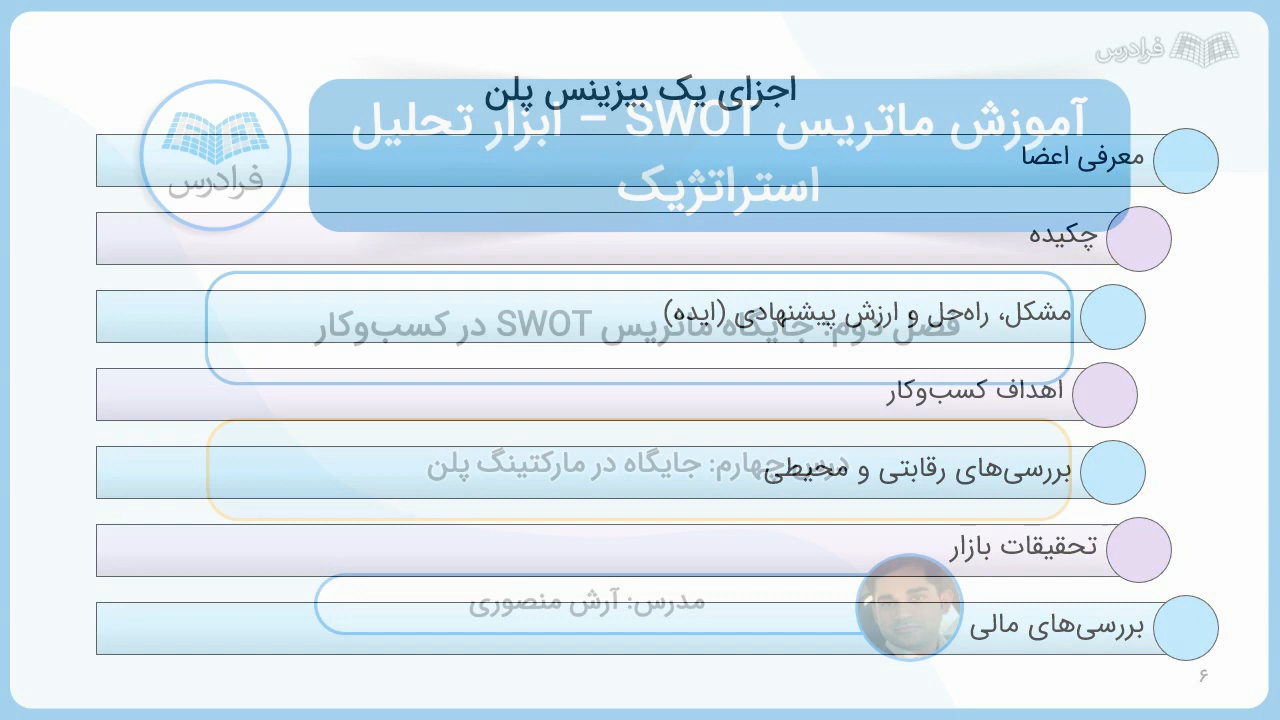 فرادرس
اجزای یک بیزینس پلن
آموزش ماتریس SWOT – ابزار تحلیل
استراتژیک
فرادرس
معرفی اعضا
چکیده
مشکل، راه‌حل و ارزش پیشنهادی (ایده)
فصل دوم: جایگاه ماتریس SWOT در کسب‌وکار
اهداف کسب‌وکار
بررسی‌های رقابتی و محیطی
درس چهارم: جایگاه در مارکتینگ پلن
تحقیقات بازار
مدرس: آرش منصوری
بررسی‌های مالی
۶